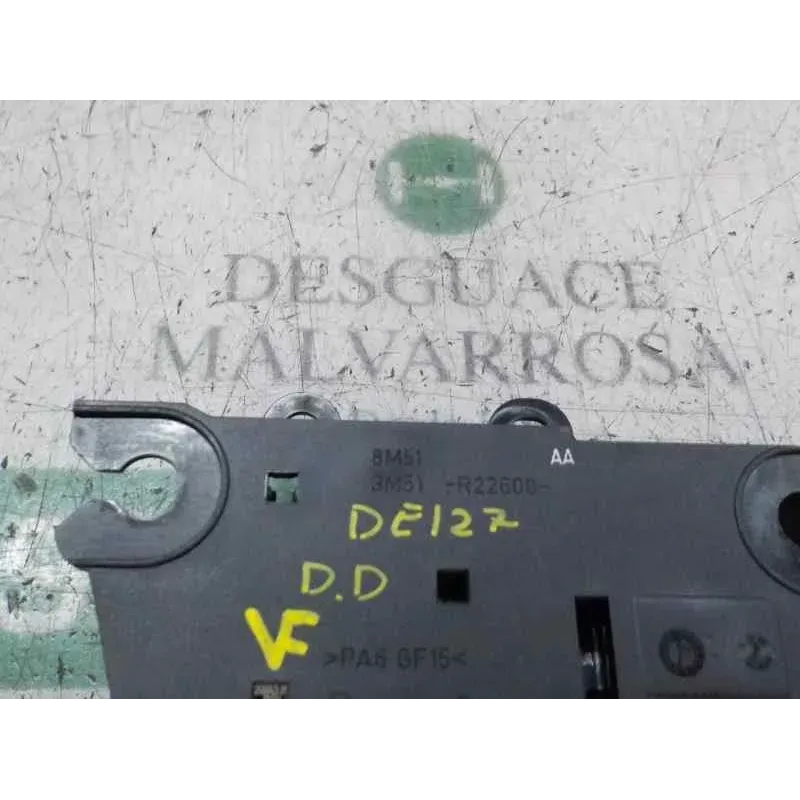 DESGUACE
MALVARROSA
8M51 AA
3M51 -R22600-
DE127
D.D
VF
>PA6 GF15<